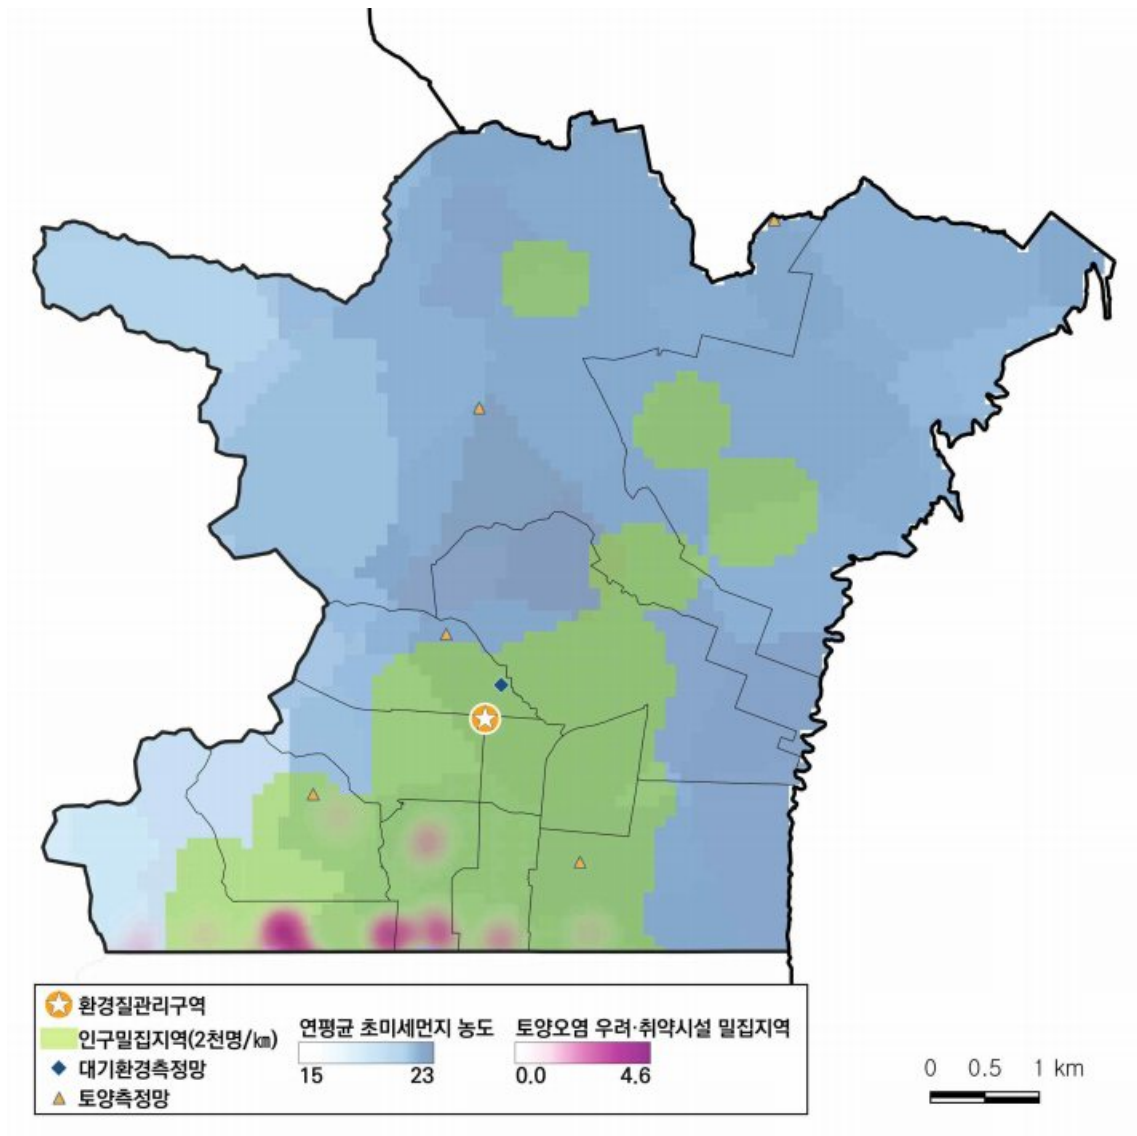 환경질관리구역
인구밀집지역(2천명/㎢)
대기환경측정망
토양측정망
연평균 초미세먼지 농도
15 23
토양오염 우려·취약시설 밀집지역
0.0 4.6
0 0.5 1 km